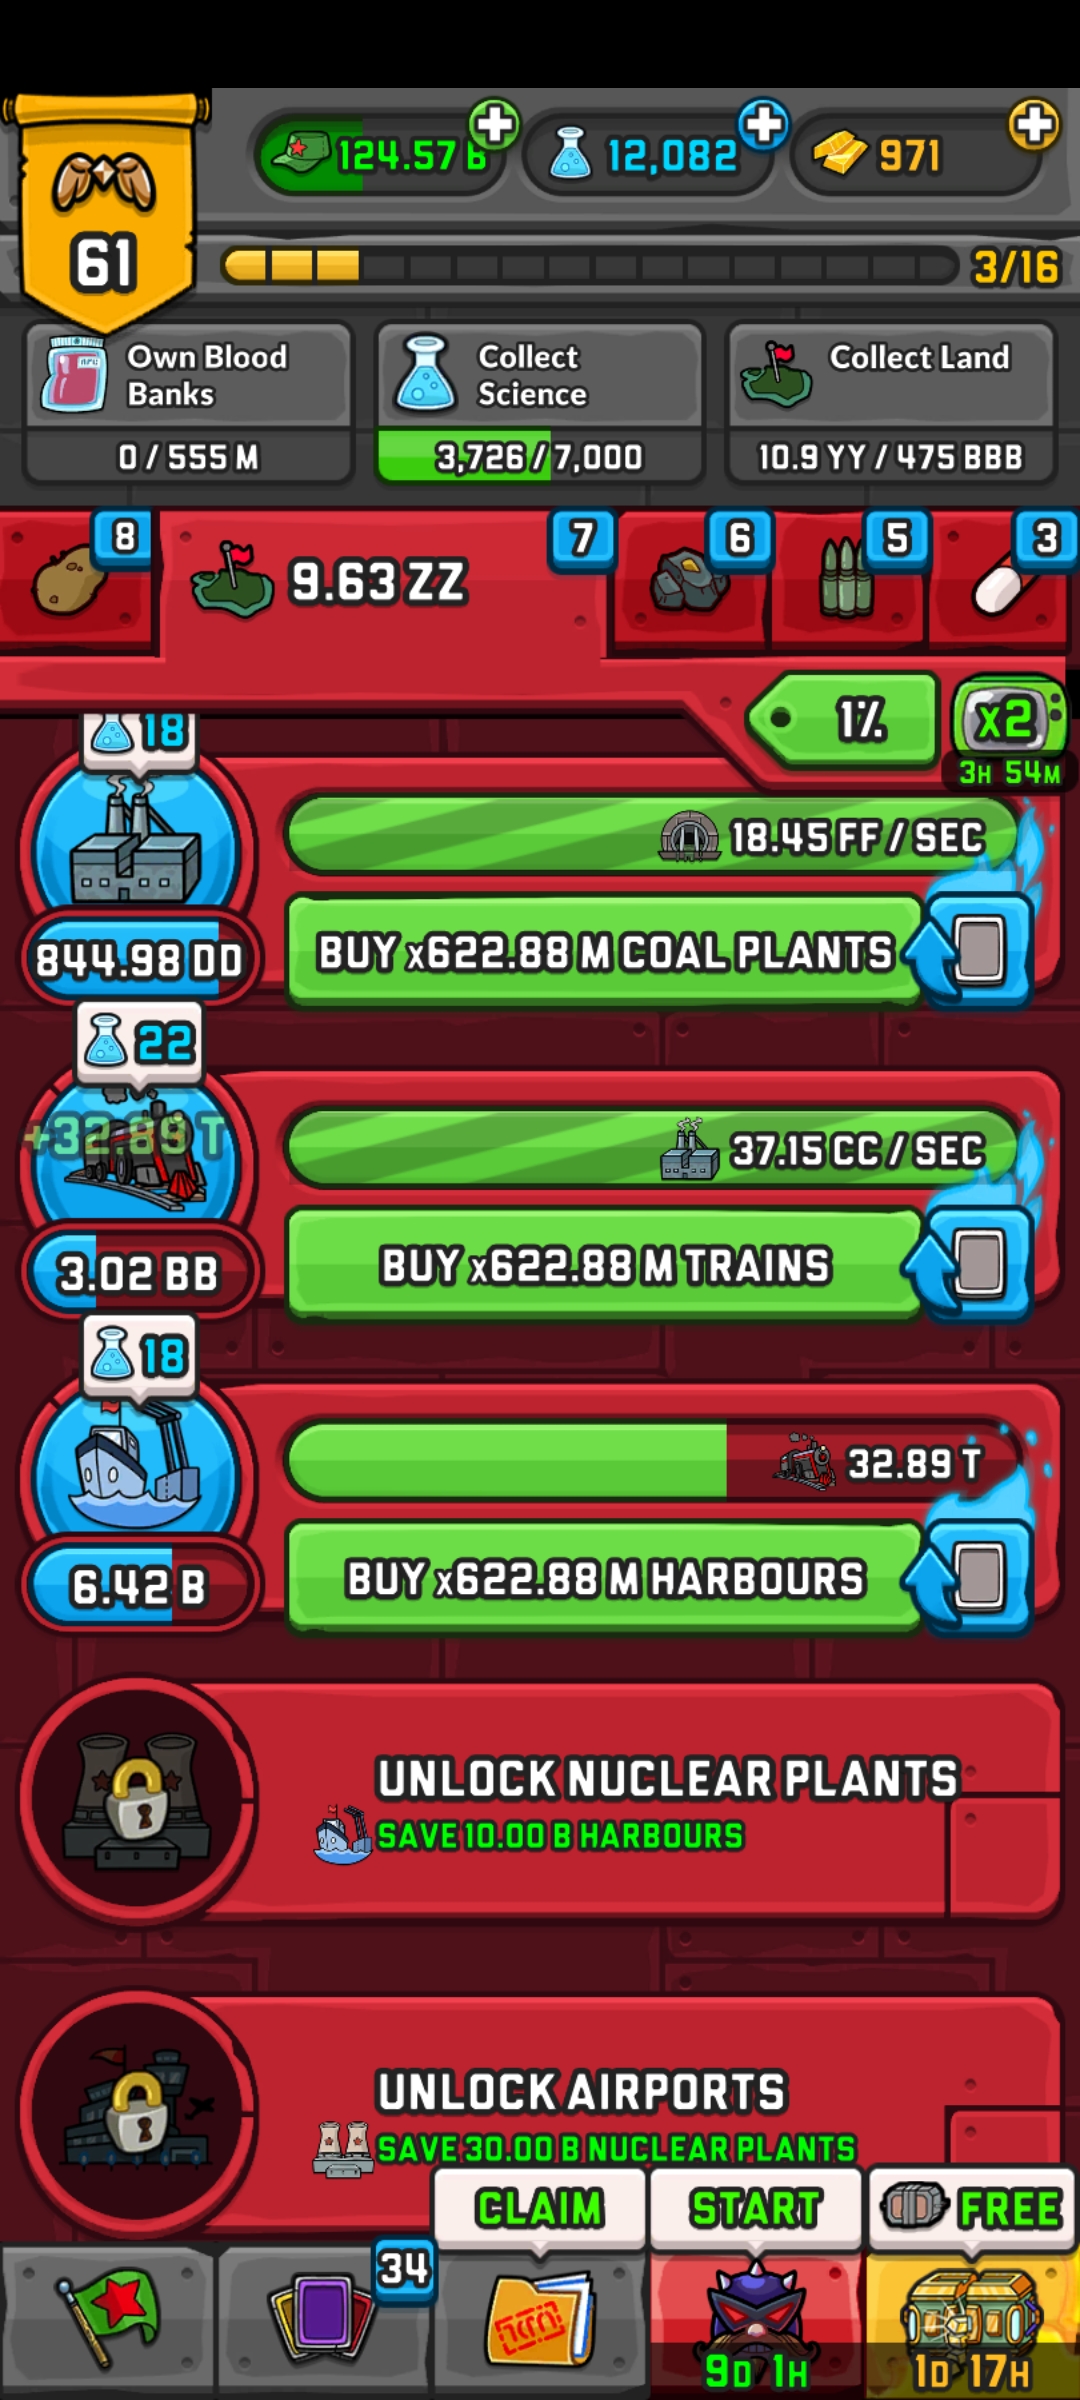 124.57 B
12,082
971
61
3/16
Own Blood
Banks
0 / 555 M
Collect
Science
3,726 / 7,000
Collect Land
10.9 YY / 475 BBB
8
9.63 ZZ
7
6
5
3
1%
x2
3H 54M
18
18.45 FF / SEC
844.98 DD
BUY x622.88 M COAL PLANTS
22
+32.89 T
37.15 CC / SEC
3.02 BB
BUY x622.88 M TRAINS
18
32.89 T
6.42 B
BUY x622.88 M HARBOURS
UNLOCK NUCLEAR PLANTS
SAVE 10.00 B HARBOURS
UNLOCK AIRPORTS
SAVE 30.00 B NUCLEAR PLANTS
CLAIM
START
FREE
34
9D 1H
1D 17H